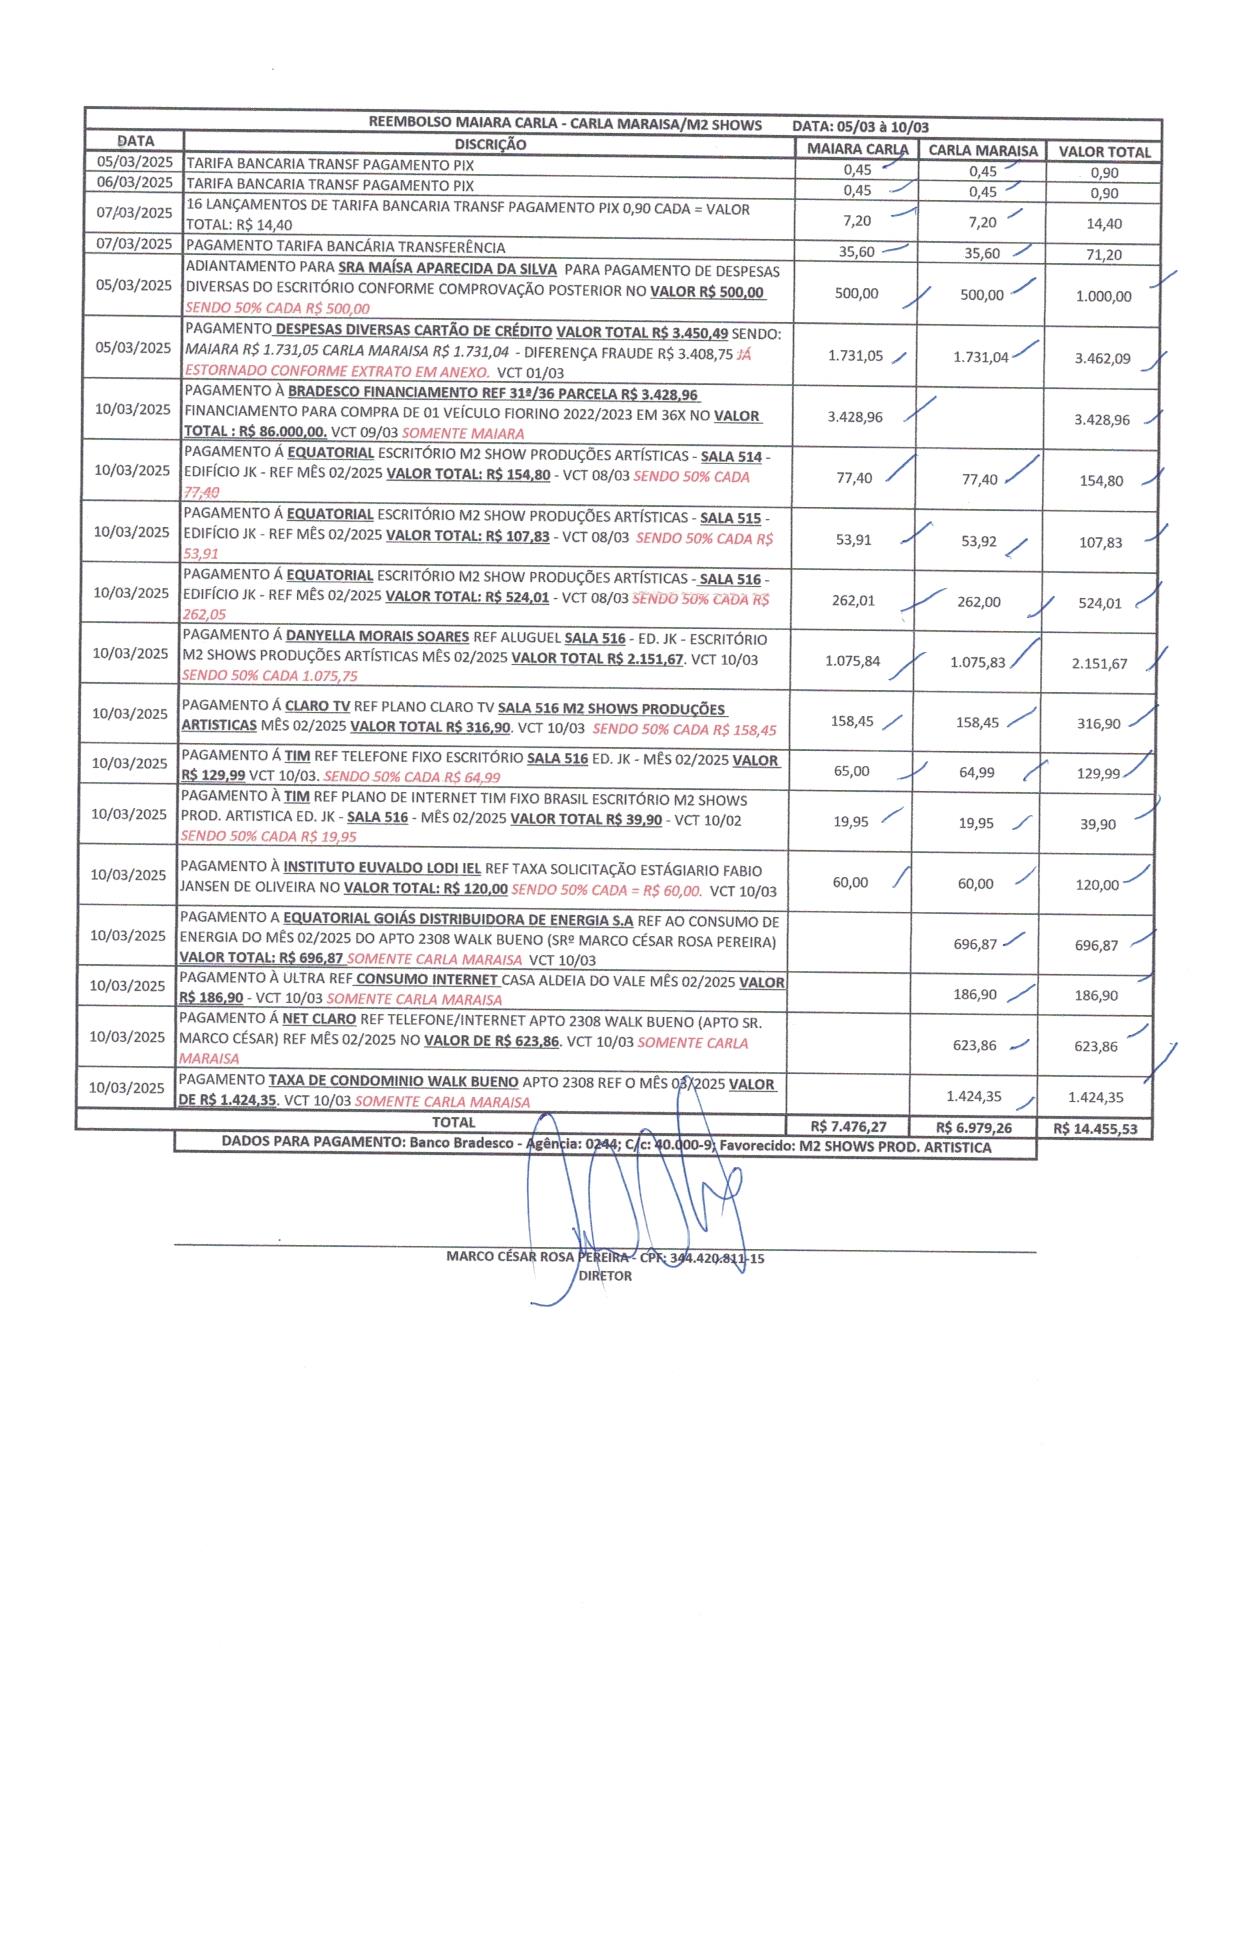 REEMBOLSO MAIARA CARLA - CARLA MARAISA/M2 SHOWS DATA: 05/03 à 10/03
DATA DISCRIÇÃO MAIARA CARLA CARLA MARAISA VALOR TOTAL
05/03/2025 TARIFA BANCARIA TRANSF PAGAMENTO PIX 0,45 0,45 0,90
06/03/2025 TARIFA BANCARIA TRANSF PAGAMENTO PIX 0,45 0,45 0,90
07/03/2025 16 LANÇAMENTOS DE TARIFA BANCARIA TRANSF PAGAMENTO PIX 0,90 CADA = VALOR
TOTAL: R$ 14,40 7,20 7,20 14,40
07/03/2025 PAGAMENTO TARIFA BANCÁRIA TRANSFERÊNCIA 35,60 35,60 71,20
ADIANTAMENTO PARA SRA MAÍSA APARECIDA DA SILVA PARA PAGAMENTO DE DESPESAS
05/03/2025 DIVERSAS DO ESCRITÓRIO CONFORME COMPROVAÇÃO POSTERIOR NO VALOR R$ 500,00 500,00 500,00 1.000,00
SENDO 50% CADA R$ 500,00
PAGAMENTO DESPESAS DIVERSAS CARTÃO DE CRÉDITO VALOR TOTAL R$ 3.450,49 SENDO:
05/03/2025 MAIARA R$ 1.731,05 CARLA MARAISA R$ 1.731,04 - DIFERENÇA FRAUDE R$ 3.408,75 JÁ 1.731,05 1.731,04 3.462,09
ESTORNADO CONFORME EXTRATO EM ANEXO. VCT 01/03
PAGAMENTO À BRADESCO FINANCIAMENTO REF 31ª/36 PARCELA R$ 3.428,96
10/03/2025 FINANCIAMENTO PARA COMPRA DE 01 VEÍCULO FIORINO 2022/2023 EM 36X NO VALOR 3.428,96 3.428,96
TOTAL : R$ 86.000,00. VCT 09/03 SOMENTE MAIARA
PAGAMENTO Á EQUATORIAL ESCRITÓRIO M2 SHOW PRODUÇÕES ARTÍSTICAS - SALA 514 -
10/03/2025 EDIFÍCIO JK - REF MÊS 02/2025 VALOR TOTAL: R$ 154,80 - VCT 08/03 SENDO 50% CADA 77,40 77,40 154,80
77,40
PAGAMENTO Á EQUATORIAL ESCRITÓRIO M2 SHOW PRODUÇÕES ARTÍSTICAS - SALA 515 -
10/03/2025 EDIFÍCIO JK - REF MÊS 02/2025 VALOR TOTAL: R$ 107,83 - VCT 08/03 SENDO 50% CADA R$ 53,91 53,92 107,83
53,91
PAGAMENTO Á EQUATORIAL ESCRITÓRIO M2 SHOW PRODUÇÕES ARTÍSTICAS - SALA 516 -
10/03/2025 EDIFÍCIO JK - REF MÊS 02/2025 VALOR TOTAL: R$ 524,01 - VCT 08/03 SENDO 50% CADA R$ 262,01 262,00 524,01
262,05
PAGAMENTO Á DANYELLA MORAIS SOARES REF ALUGUEL SALA 516 - ED. JK - ESCRITÓRIO
10/03/2025 M2 SHOWS PRODUÇÕES ARTÍSTICAS MÊS 02/2025 VALOR TOTAL R$ 2.151,67. VCT 10/03 1.075,84 1.075,83 2.151,67
SENDO 50% CADA 1.075,75
10/03/2025 PAGAMENTO Á CLARO TV REF PLANO CLARO TV SALA 516 M2 SHOWS PRODUÇÕES
ARTISTICAS MÊS 02/2025 VALOR TOTAL R$ 316,90. VCT 10/03 SENDO 50% CADA R$ 158,45 158,45 158,45 316,90
10/03/2025 PAGAMENTO Á TIM REF TELEFONE FIXO ESCRITÓRIO SALA 516 ED. JK - MÊS 02/2025 VALOR
R$ 129,99 VCT 10/03. SENDO 50% CADA R$ 64,99 65,00 64,99 129,99
PAGAMENTO À TIM REF PLANO DE INTERNET TIM FIXO BRASIL ESCRITÓRIO M2 SHOWS
10/03/2025 PROD. ARTISTICA ED. JK - SALA 516 - MÊS 02/2025 VALOR TOTAL R$ 39,90 - VCT 10/02 19,95 19,95 39,90
SENDO 50% CADA R$ 19,95
10/03/2025 PAGAMENTO À INSTITUTO EUVALDO LODI IEL REF TAXA SOLICITAÇÃO ESTÁGIARIO FABIO
JANSEN DE OLIVEIRA NO VALOR TOTAL: R$ 120,00 SENDO 50% CADA = R$ 60,00. VCT 10/03 60,00 60,00 120,00
PAGAMENTO A EQUATORIAL GOIÁS DISTRIBUIDORA DE ENERGIA S.A REF AO CONSUMO DE
10/03/2025 ENERGIA DO MÊS 02/2025 DO APTO 2308 WALK BUENO (SRº MARCO CÉSAR ROSA PEREIRA) 696,87 696,87
VALOR TOTAL: R$ 696,87 SOMENTE CARLA MARAISA VCT 10/03
10/03/2025 PAGAMENTO À ULTRA REF CONSUMO INTERNET CASA ALDEIA DO VALE MÊS 02/2025 VALOR
R$ 186,90 - VCT 10/03 SOMENTE CARLA MARAISA 186,90 186,90
PAGAMENTO Á NET CLARO REF TELEFONE/INTERNET APTO 2308 WALK BUENO (APTO SR.
10/03/2025 MARCO CÉSAR) REF MÊS 02/2025 NO VALOR DE R$ 623,86. VCT 10/03 SOMENTE CARLA 623,86 623,86
MARAISA
10/03/2025 PAGAMENTO TAXA DE CONDOMINIO WALK BUENO APTO 2308 REF O MÊS 03/2025 VALOR
DE R$ 1.424,35. VCT 10/03 SOMENTE CARLA MARAISA 1.424,35 1.424,35
TOTAL R$ 7.476,27 R$ 6.979,26 R$ 14.455,53
DADOS PARA PAGAMENTO: Banco Bradesco - Agência: 0244; C/c: 40.000-9; Favorecido: M2 SHOWS PROD. ARTISTICA
MARCO CÉSAR ROSA PEREIRA - CPF: 344.420.811-15
DIRETOR